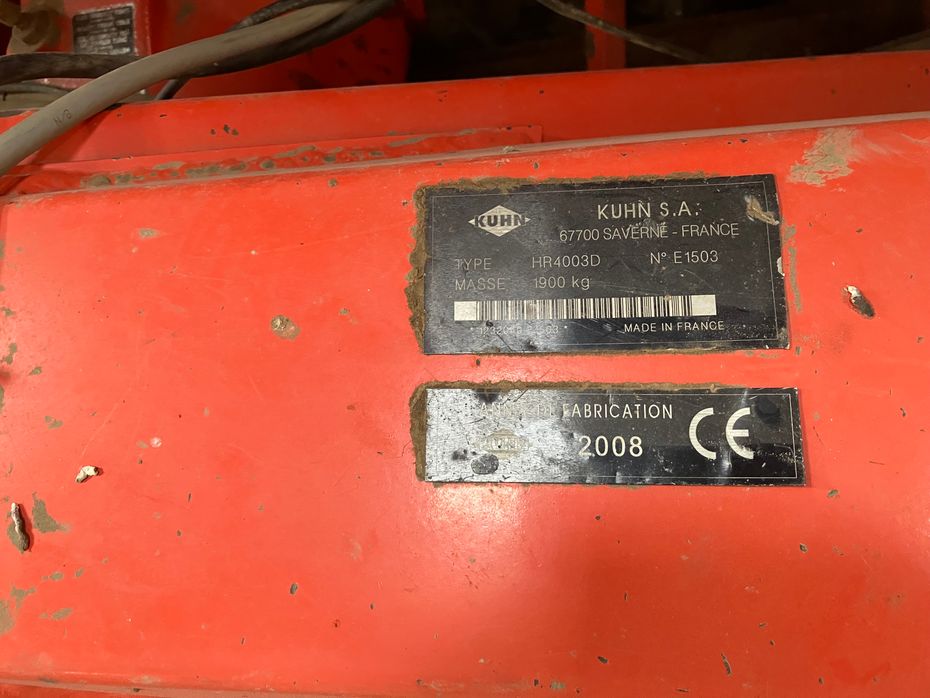 KUHN
KUHN S.A.
67700 SAVERNE - FRANCE
TYPE HR4003D N° E1503
MASSE 1900 kg
MADE IN FRANCE
FABRICATION
2008 CE